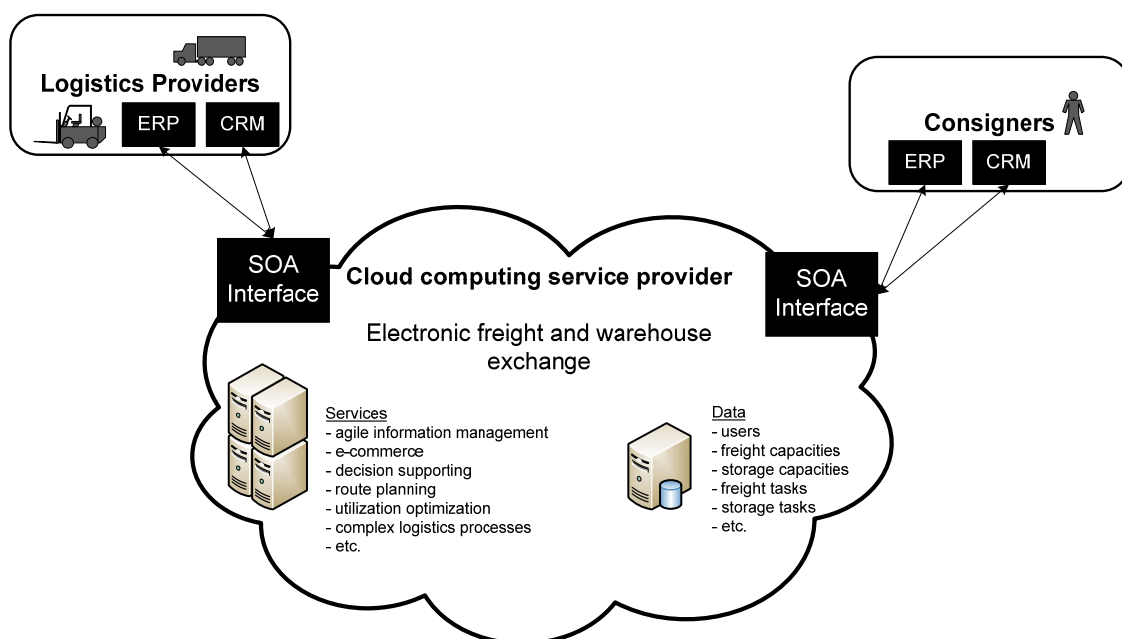 Logistics Providers
ERP
CRM
Consigners
ERP
CRM
SOA
Interface
Cloud computing service provider
SOA
Interface
Electronic freight and warehouse
exchange
Services
- agile information management
- e-commerce
- decision supporting
- route planning
- utilization optimization
- complex logistics processes
- etc.
Data
- users
- freight capacities
- storage capacities
- freight tasks
- storage tasks
- etc.